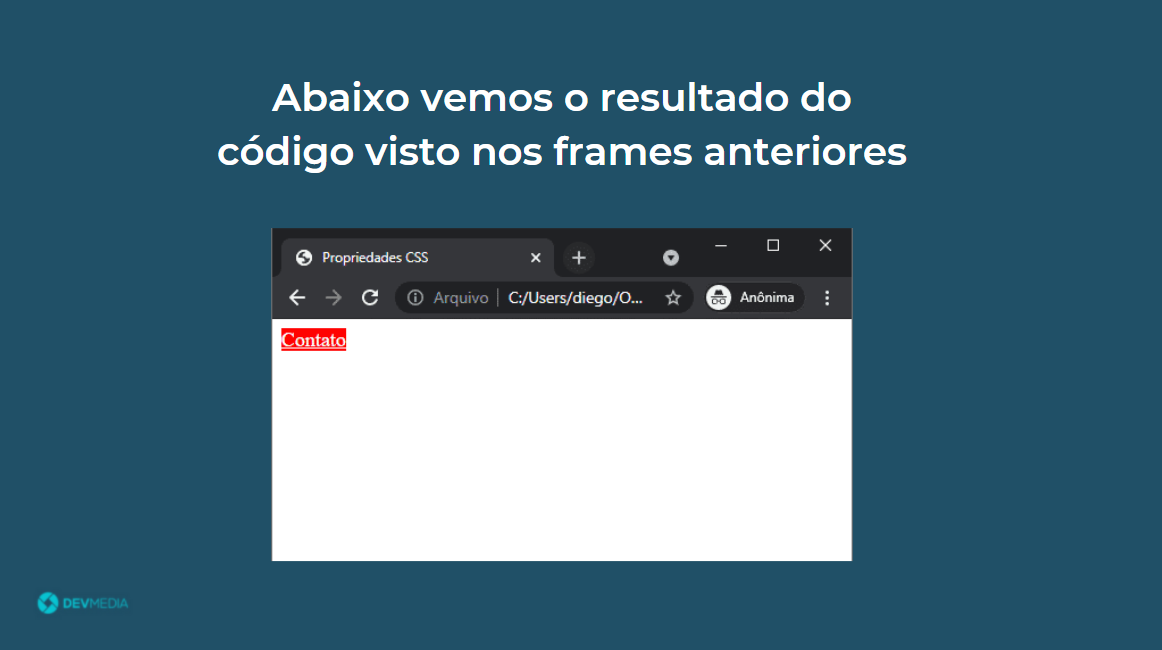 Abaixo vemos o resultado do
código visto nos frames anteriores
Propriedades CSS
Arquivo C:/Users/diego/O... Anônima
Contato
DEVMEDIA